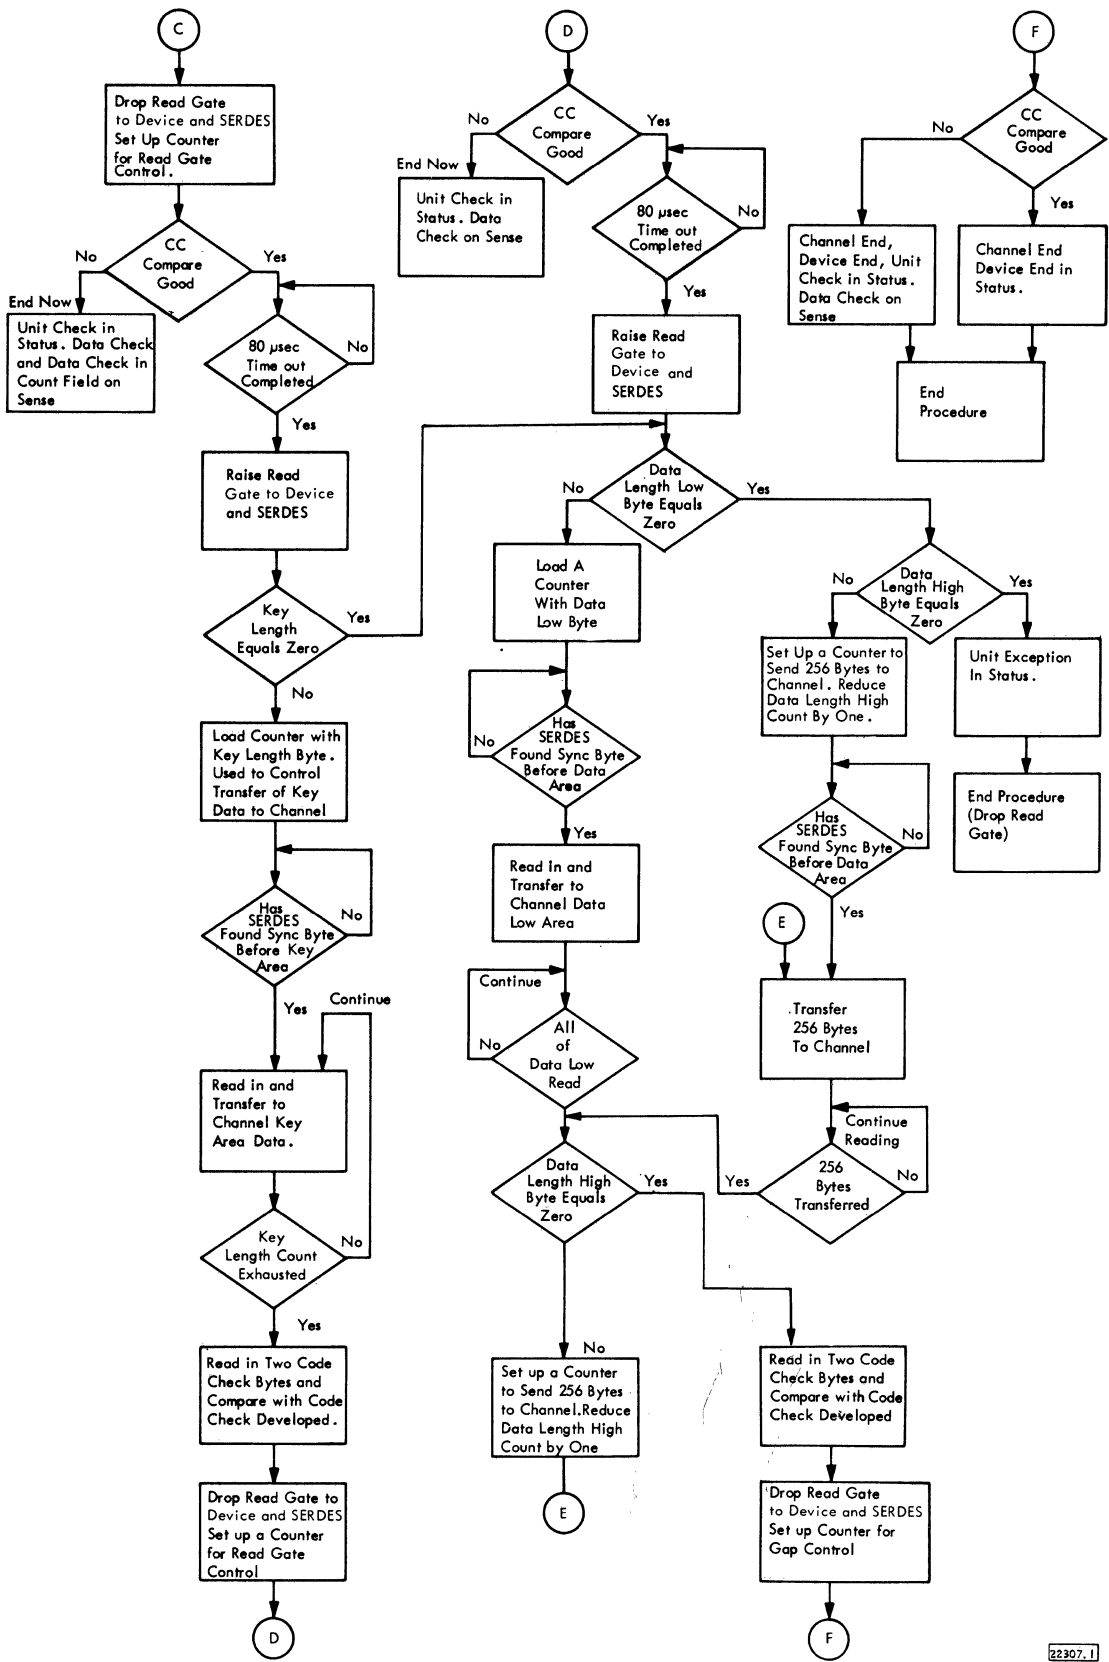 C
Drop Read Gate
to Device and SERDES
Set Up Counter
for Read Gate
Control.
CC
Compare
Good
No
Yes
End Now
Unit Check in
Status. Data Check
and Data Check in
Count Field on
Sense
80 µsec
Time out
Completed
No
Yes
Raise Read
Gate to Device
and SERDES
Key
Length
Equals Zero
Yes
No
Load Counter with
Key Length Byte.
Used to Control
Transfer of Key
Data to Channel
Has
SERDES
Found Sync Byte
Before Key
Area
No
Yes
Continue
Read in and
Transfer to
Channel Key
Area Data.
Key
Length Count
Exhausted
No
Yes
Read in Two Code
Check Bytes and
Compare with Code
Check Developed.
Drop Read Gate to
Device and SERDES
Set up a Counter
for Read Gate
Control
D
D
CC
Compare
Good
No
Yes
End Now
Unit Check in
Status. Data
Check on Sense
80 µsec
Time out
Completed
No
Yes
Raise Read
Gate to
Device and
SERDES
Data
Length Low
Byte Equals
Zero
No
Yes
Load A
Counter
With Data
Low Byte
Has
SERDES
Found Sync Byte
Before Data
Area
No
Yes
Read in and
Transfer to
Channel Data
Low Area
Continue
All
of
Data Low
Read
No
Data
Length High
Byte Equals
Zero
Yes
No
Set up a Counter
to Send 256 Bytes
to Channel.Reduce
Data Length High
Count by One
E
F
CC
Compare
Good
No
Yes
Channel End,
Device End, Unit
Check in Status.
Data Check on
Sense
Channel End
Device End in
Status.
End
Procedure
Data
Length High
Byte Equals
Zero
No
Yes
Set Up a Counter to
Send 256 Bytes to
Channel. Reduce
Data Length High
Count By One.
Unit Exception
In Status.
End Procedure
(Drop Read
Gate)
Has
SERDES
Found Sync Byte
Before Data
Area
No
Yes
E
Transfer
256 Bytes
To Channel
Continue
Reading
256
Bytes
Transferred
No
Yes
Read in Two Code
Check Bytes and
Compare with Code
Check Developed
Drop Read Gate
to Device and SERDES
Set up Counter for
Gap Control
F
22307.1